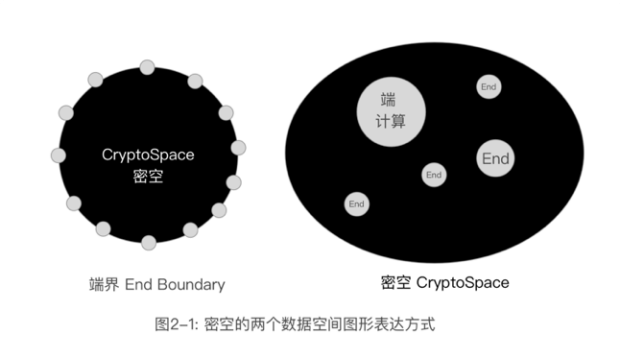 CryptoSpace
密空
端界 End Boundary
端
计算
End
End
End
End
密空 CryptoSpace
图2-1: 密空的两个数据空间图形表达方式